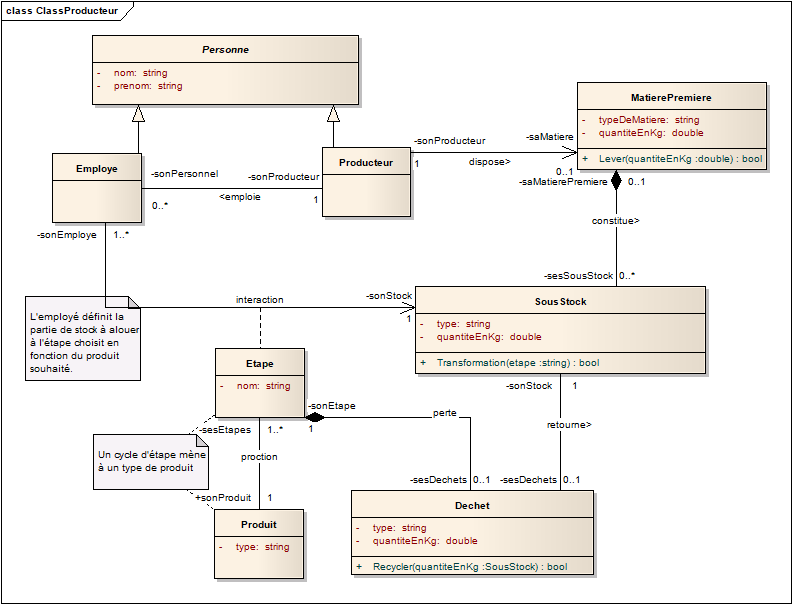 class ClassProducteur
Personne
- nom: string
- prenom: string
MatierePremiere
- typeDeMatiere: string
- quantiteEnKg: double
+ Lever(quantiteEnKg :double) : bool
Employe
Producteur
-sonPersonnel
0..*
-sonProducteur
1
<emploie
-sonProducteur
1
dispose>
-saMatiere
0..1
-saMatierePremiere
0..1
constitue>
-sesSousStock
0..*
-sonEmploye
1..*
interaction
-sonStock
1
L'employé définit la
partie de stock à alouer
à l'étape choisit en
fonction du produit
souhaité.
SousStock
- type: string
- quantiteEnKg: double
+ Transformation(etape :string) : bool
Etape
- nom: string
-sonEtape
1
perte
-sonStock
1
retourne>
-sesEtapes
1..*
proction
Un cycle d'étape mène
à un type de produit
-sesDechets
0..1
-sesDechets
0..1
+sonProduit
1
Produit
- type: string
Dechet
- type: string
- quantiteEnKg: double
+ Recycler(quantiteEnKg :SousStock) : bool